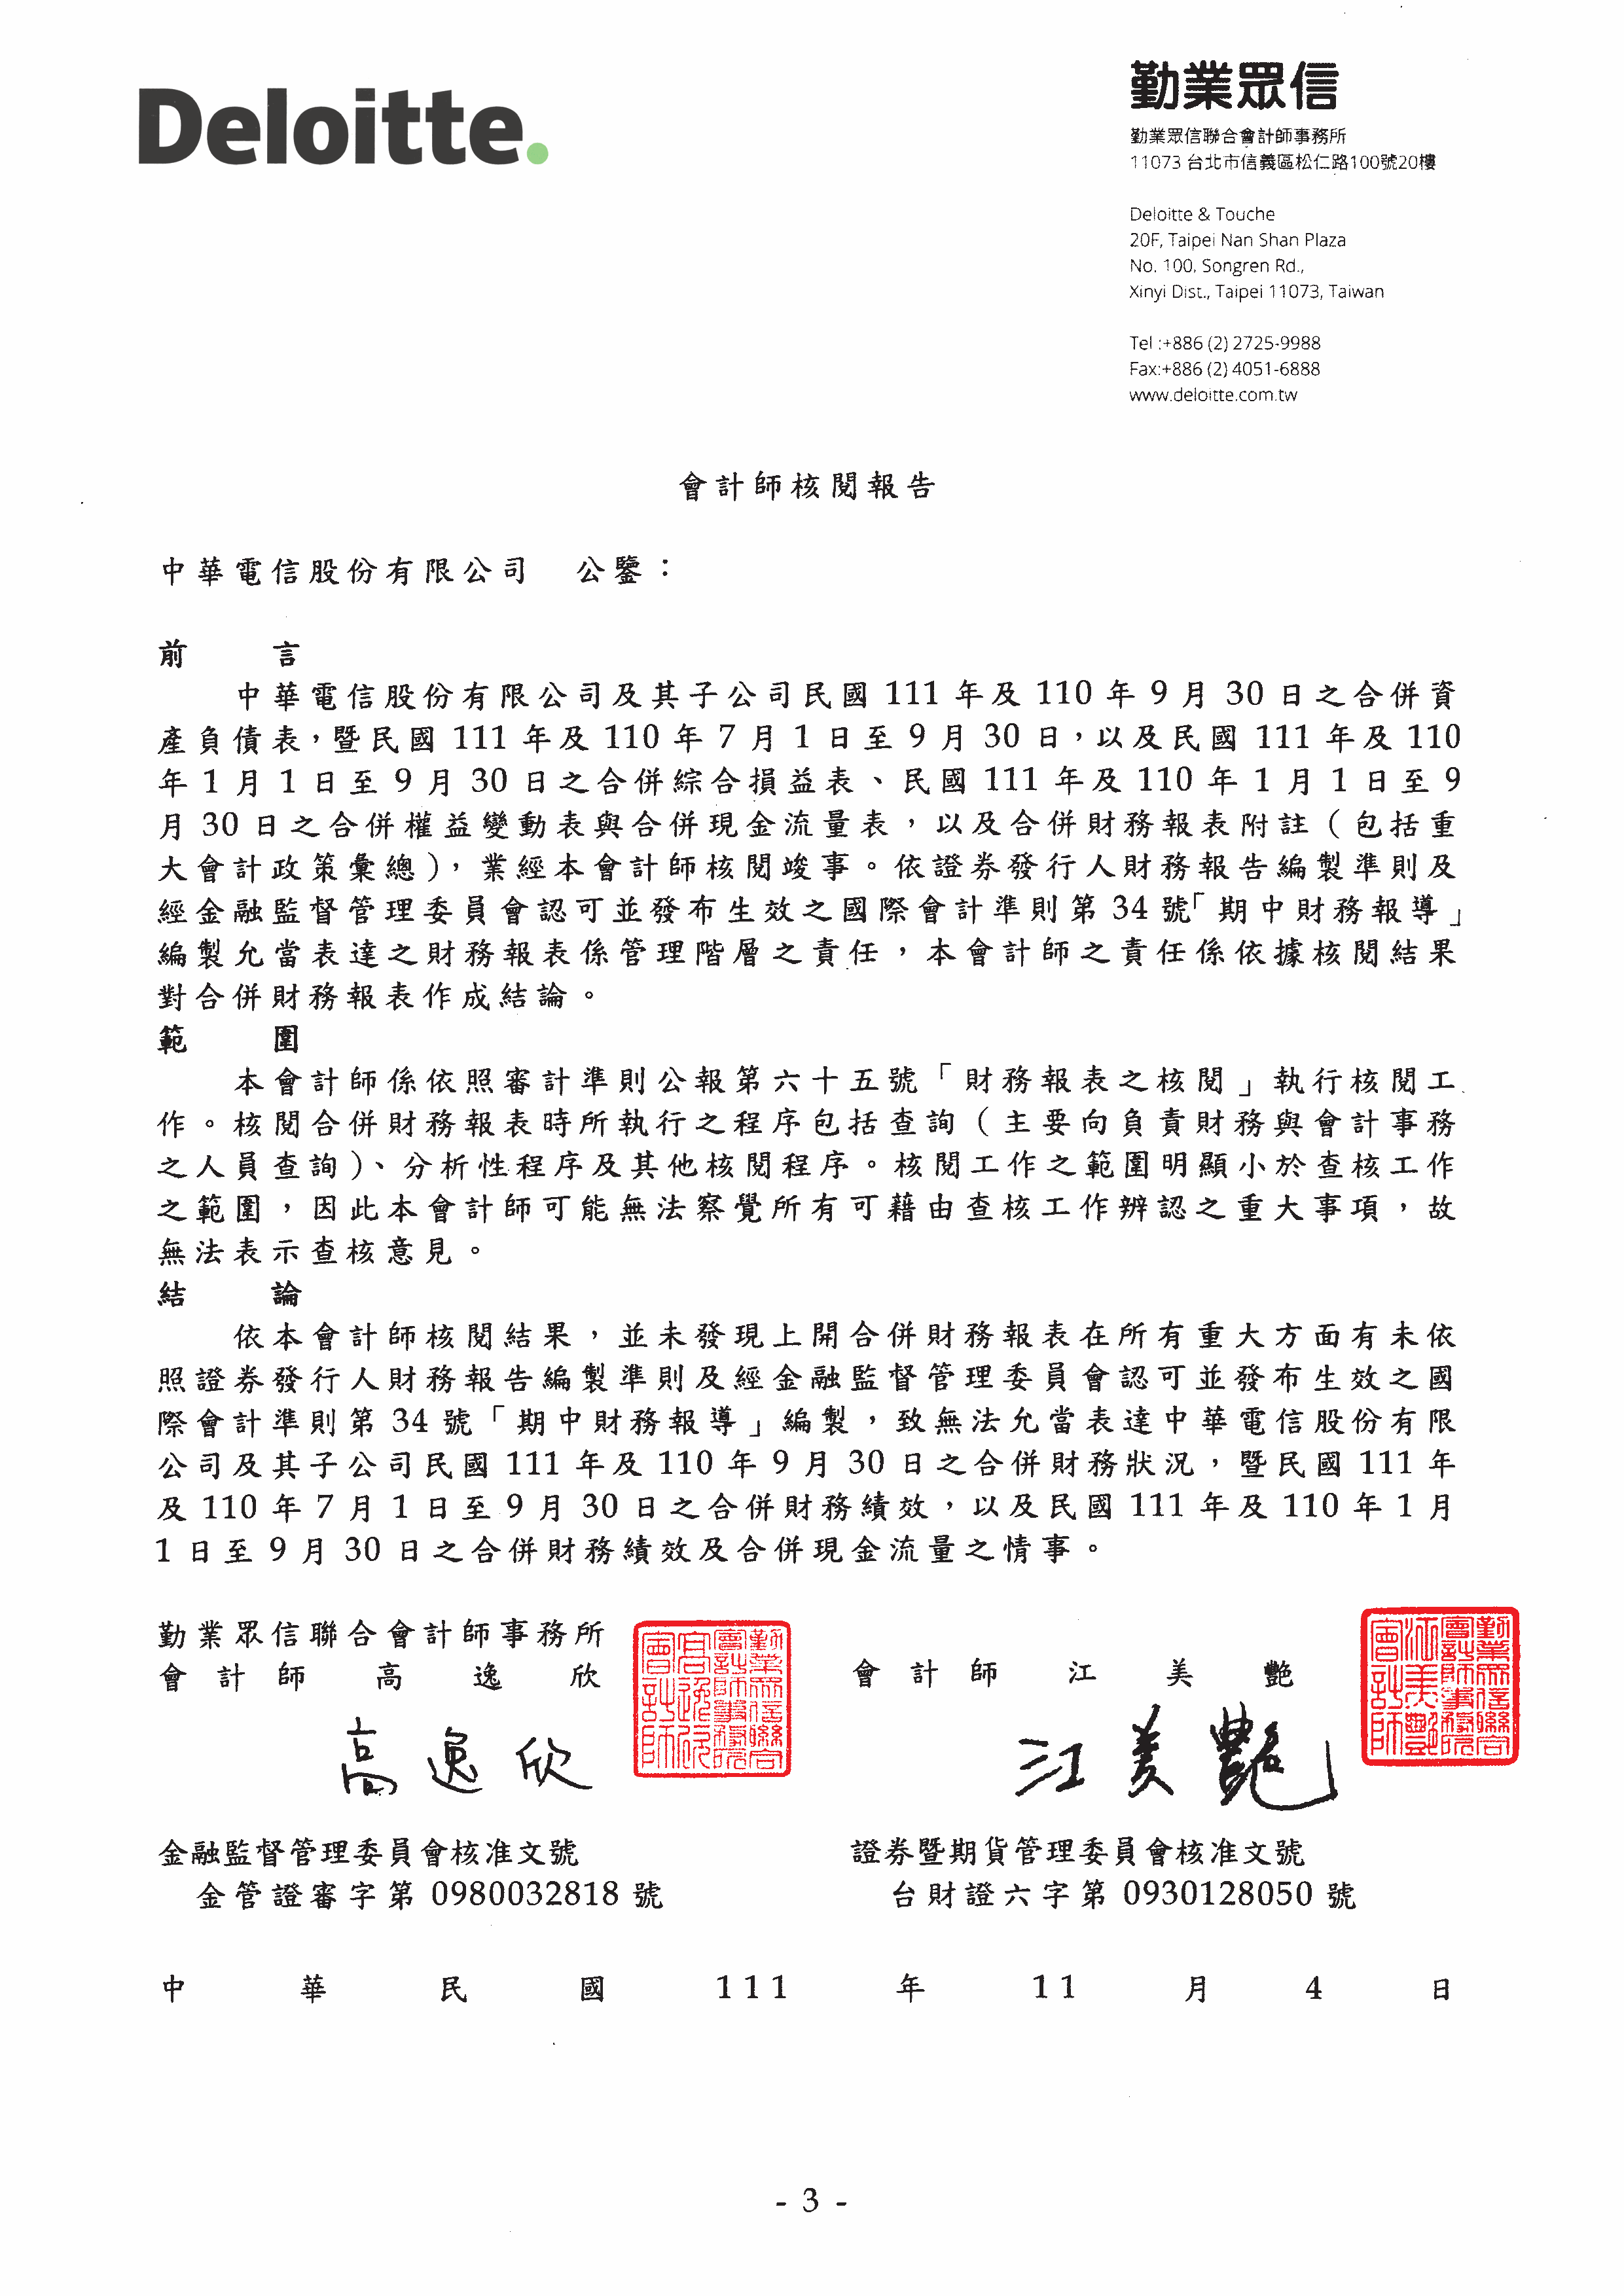 Deloitte.
勤業眾信
勤業眾信聯合會計師事務所
11073 台北市信義區松仁路100號20樓
Deloitte & Touche
20F, Taipei Nan Shan Plaza
No. 100, Songren Rd.,
Xinyi Dist., Taipei 11073, Taiwan
Tel :+886 (2) 2725-9988
Fax:+886 (2) 4051-6888
www.deloitte.com.tw
會計師核閱報告
中華電信股份有限公司　公鑒：
前　　言
中華電信股份有限公司及其子公司民國 111 年及 110 年 9 月 30 日之合併資
產負債表，暨民國 111 年及 110 年 7 月 1 日至 9 月 30 日，以及民國 111 年及 110
年 1 月 1 日至 9 月 30 日之合併綜合損益表、民國 111 年及 110 年 1 月 1 日至 9
月 30 日之合併權益變動表與合併現金流量表，以及合併財務報表附註（包括重
大會計政策彙總），業經本會計師核閱竣事。依證券發行人財務報告編製準則及
經金融監督管理委員會認可並發布生效之國際會計準則第 34 號「期中財務報導」
編製允當表達之財務報表係管理階層之責任，本會計師之責任係依據核閱結果
對合併財務報表作成結論。
範　　圍
本會計師係依照審計準則公報第六十五號「財務報表之核閱」執行核閱工
作。核閱合併財務報表時所執行之程序包括查詢（主要向負責財務與會計事務
之人員查詢）、分析性程序及其他核閱程序。核閱工作之範圍明顯小於查核工作
之範圍，因此本會計師可能無法察覺所有可藉由查核工作辨認之重大事項，故
無法表示查核意見。
結　　論
依本會計師核閱結果，並未發現上開合併財務報表在所有重大方面有未依
照證券發行人財務報告編製準則及經金融監督管理委員會認可並發布生效之國
際會計準則第 34 號「期中財務報導」編製，致無法允當表達中華電信股份有限
公司及其子公司民國 111 年及 110 年 9 月 30 日之合併財務狀況，暨民國 111 年
及 110 年 7 月 1 日至 9 月 30 日之合併財務績效，以及民國 111 年及 110 年 1 月
1 日至 9 月 30 日之合併財務績效及合併現金流量之情事。
勤業眾信聯合會計師事務所
會計師　高逸欣
會計師　江美艷
高逸欣
江美艷
勤業眾信聯合會計師事務所高逸欣會計師
勤業眾信聯合會計師事務所江美艷會計師
金融監督管理委員會核准文號
金管證審字第 0980032818 號
證券暨期貨管理委員會核准文號
台財證六字第 0930128050 號
中華民國 111 年 11 月 4 日
- 3 -